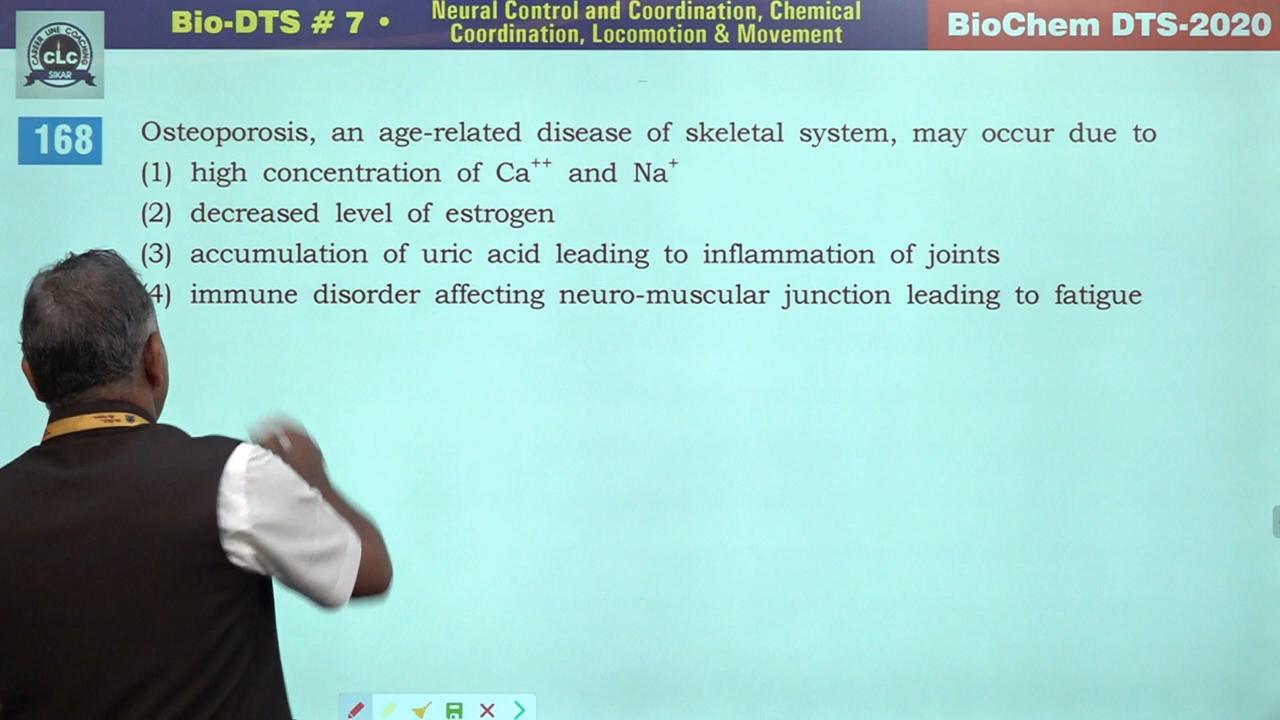 Bio-DTS # 7 •
Neural Control and Coordination, Chemical
Coordination, Locomotion & Movement
BioChem DTS-2020
CAREER LINE COACHING
CLC
SIKAR
168
Osteoporosis, an age-related disease of skeletal system, may occur due to
(1) high concentration of Ca⁺⁺ and Na⁺
(2) decreased level of estrogen
(3) accumulation of uric acid leading to inflammation of joints
(4) immune disorder affecting neuro-muscular junction leading to fatigue